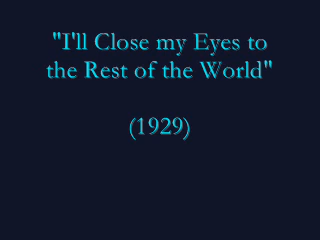 "I'll Close my Eyes to
the Rest of the World"
(1929)